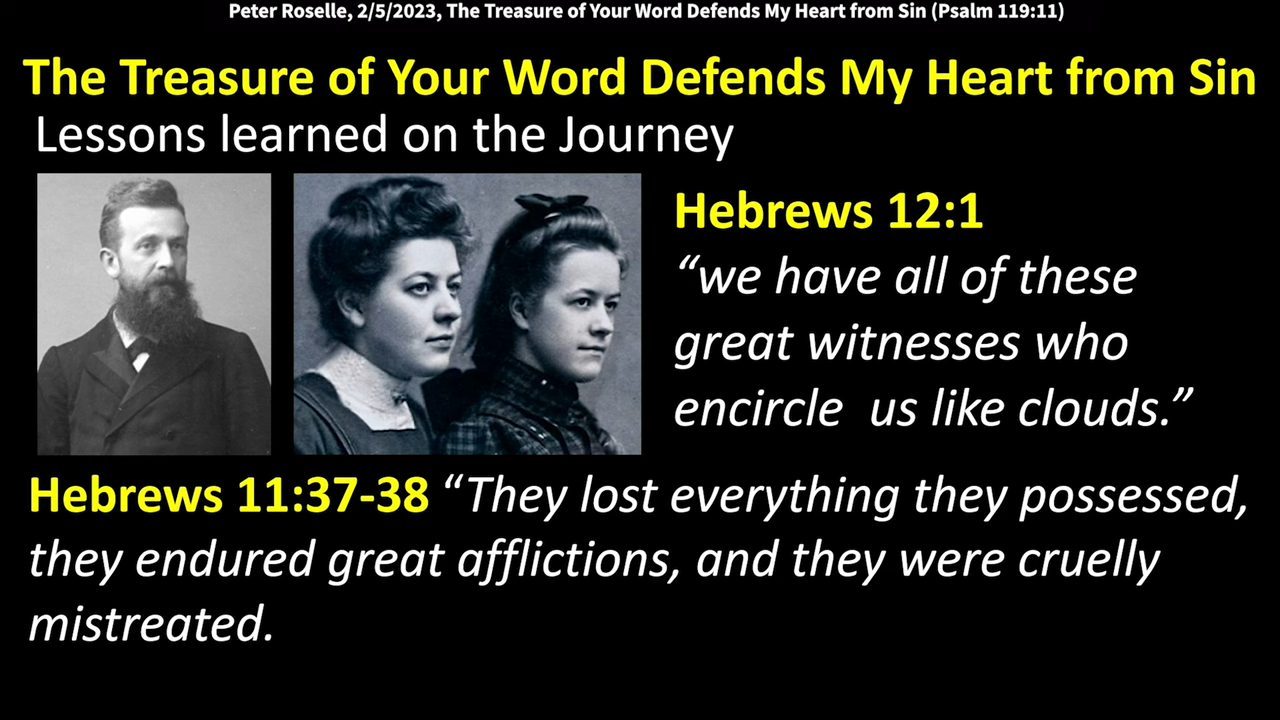 Peter Roselle, 2/5/2023, The Treasure of Your Word Defends My Heart from Sin (Psalm 119:11)
The Treasure of Your Word Defends My Heart from Sin
Lessons learned on the Journey
Hebrews 12:1
“we have all of these
great witnesses who
encircle us like clouds.”
Hebrews 11:37-38 “They lost everything they possessed,
they endured great afflictions, and they were cruelly
mistreated.